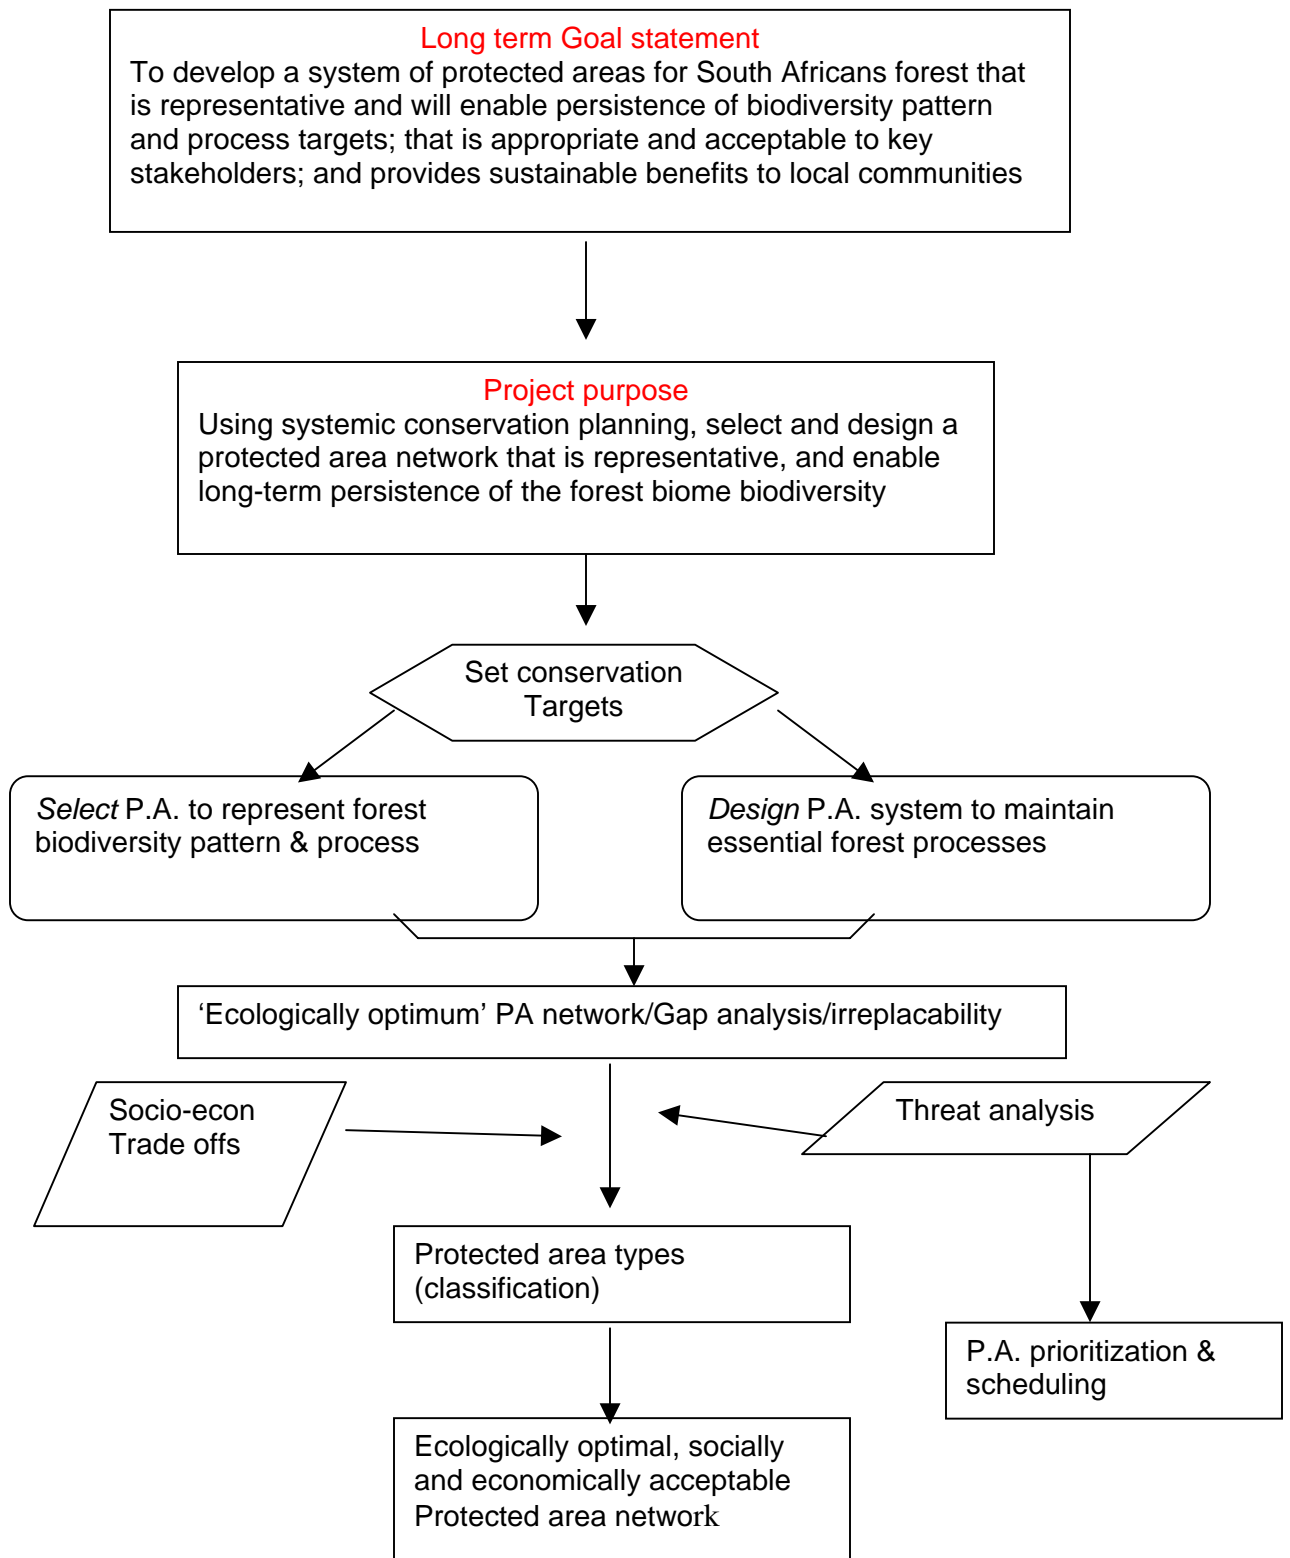 Long term Goal statement
To develop a system of protected areas for South Africans forest that
is representative and will enable persistence of biodiversity pattern
and process targets; that is appropriate and acceptable to key
stakeholders; and provides sustainable benefits to local communities
Project purpose
Using systemic conservation planning, select and design a
protected area network that is representative, and enable
long-term persistence of the forest biome biodiversity
Set conservation
Targets
Select P.A. to represent forest
biodiversity pattern & process
Design P.A. system to maintain
essential forest processes
‘Ecologically optimum’ PA network/Gap analysis/irreplacability
Socio-econ
Trade offs
Threat analysis
Protected area types
(classification)
P.A. prioritization &
scheduling
Ecologically optimal, socially
and economically acceptable
Protected area network